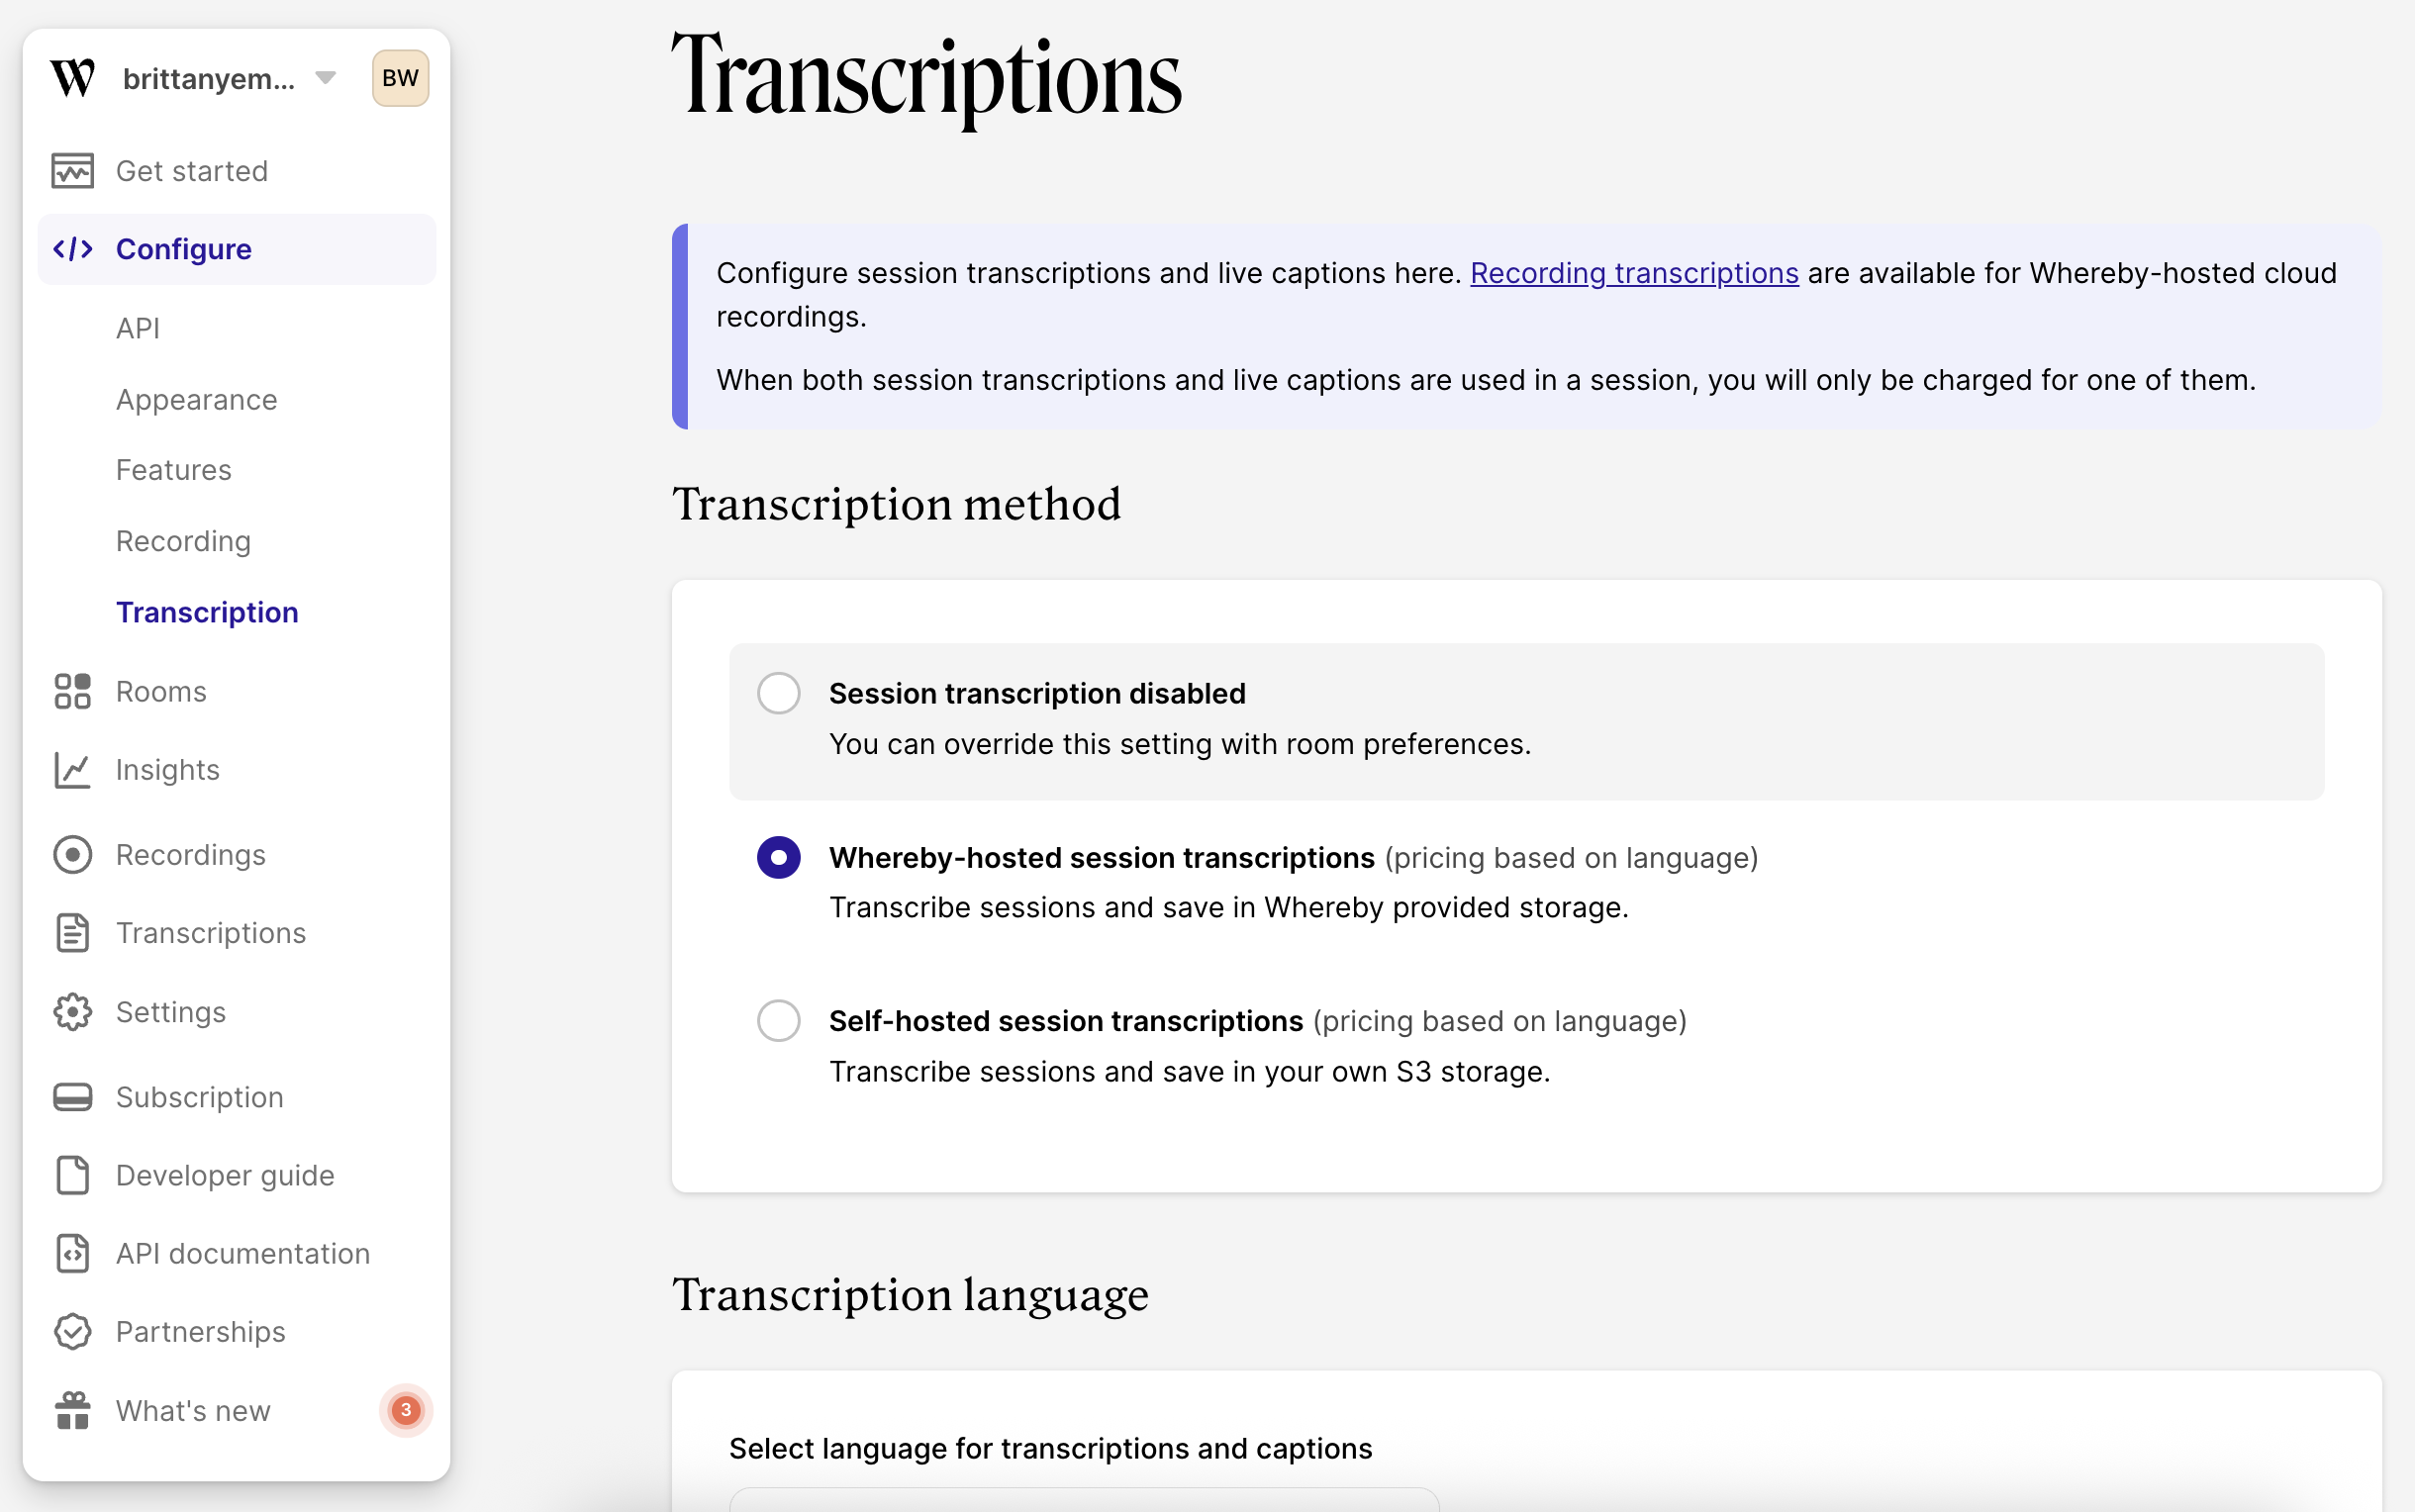 brittanyem...
BW
Get started
Configure
API
Appearance
Features
Recording
Transcription
Rooms
Insights
Recordings
Transcriptions
Settings
Subscription
Developer guide
API documentation
Partnerships
What's new
3
Transcriptions
Configure session transcriptions and live captions here. Recording transcriptions are available for Whereby-hosted cloud
recordings.
When both session transcriptions and live captions are used in a session, you will only be charged for one of them.
Transcription method
Session transcription disabled
You can override this setting with room preferences.
Whereby-hosted session transcriptions (pricing based on language)
Transcribe sessions and save in Whereby provided storage.
Self-hosted session transcriptions (pricing based on language)
Transcribe sessions and save in your own S3 storage.
Transcription language
Select language for transcriptions and captions